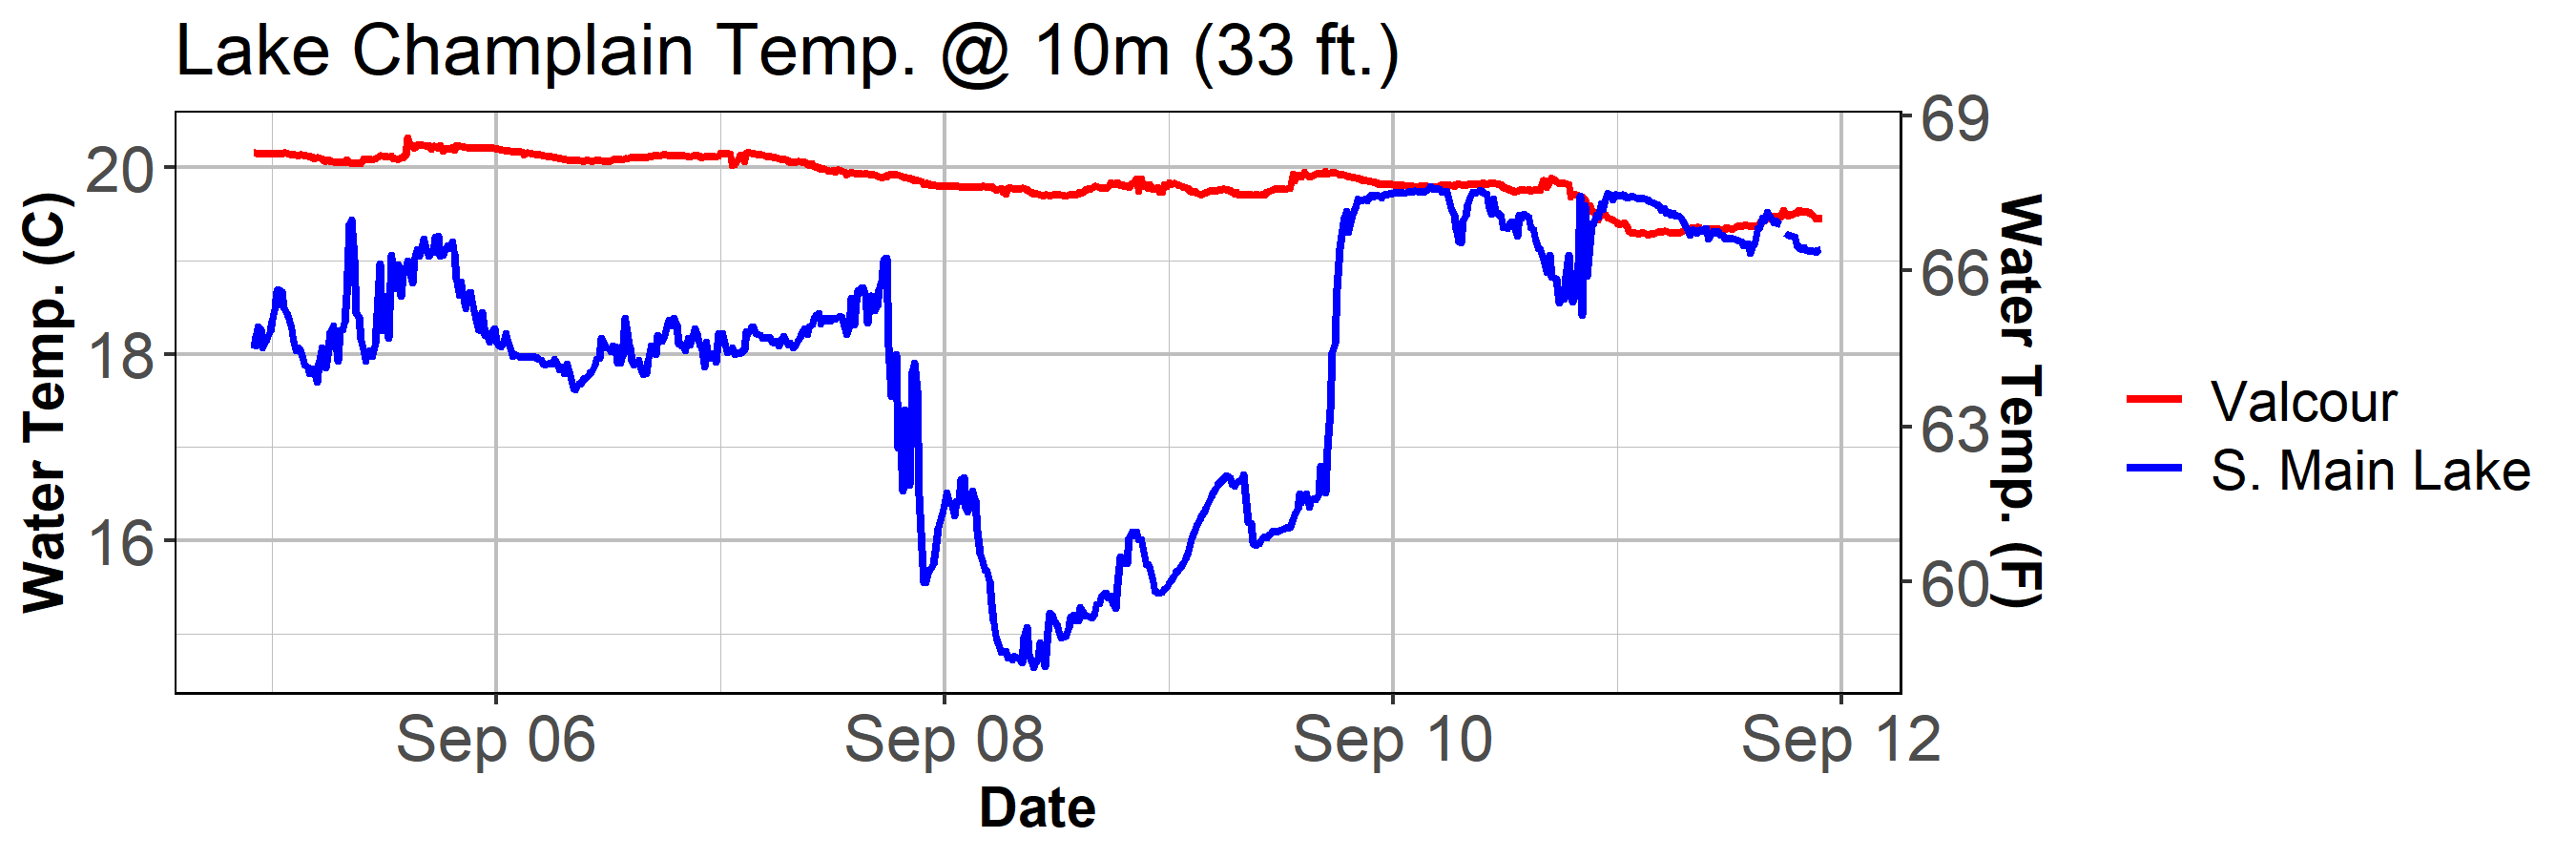 Lake Champlain Temp. @ 10m (33 ft.)
Water Temp. (C)
20
18
16
69
66
63
60
Water Temp. (F)
Sep 06
Sep 08
Sep 10
Sep 12
Date
Valcour
S. Main Lake